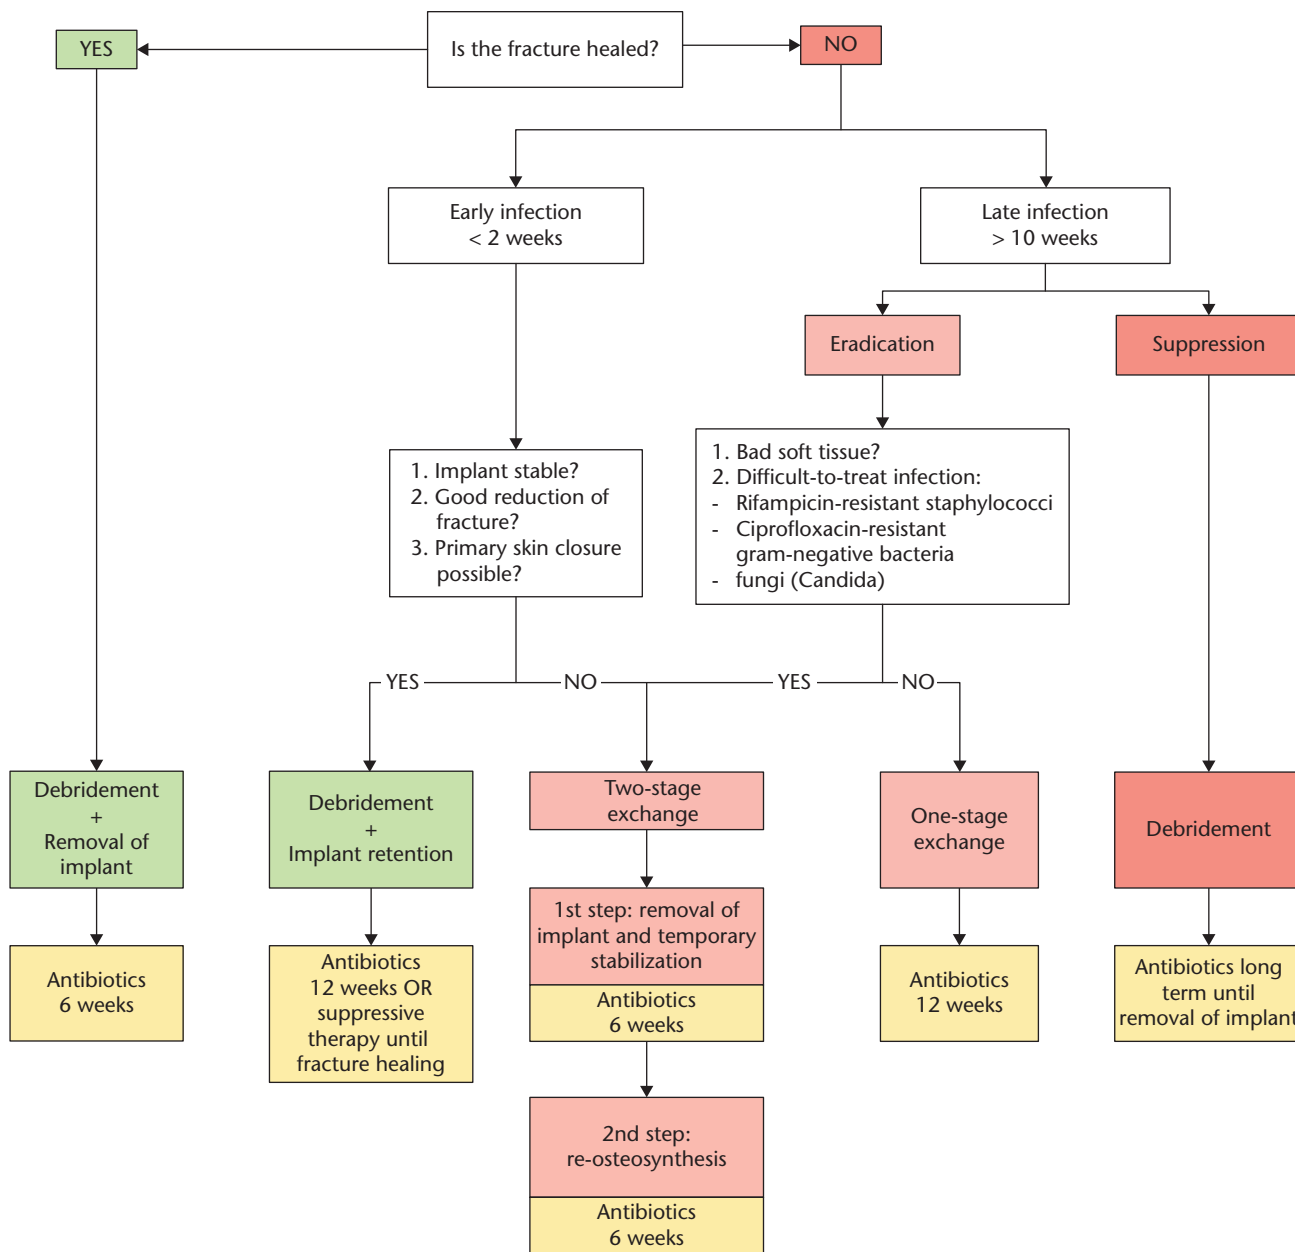 YES
Is the fracture healed?
NO
Early infection
< 2 weeks
Late infection
> 10 weeks
Eradication
Suppression
1. Implant stable?
2. Good reduction of
fracture?
3. Primary skin closure
possible?
1. Bad soft tissue?
2. Difficult-to-treat infection:
- Rifampicin-resistant staphylococci
- Ciprofloxacin-resistant
gram-negative bacteria
- fungi (Candida)
YES
NO
YES
NO
Debridement
+
Removal of
implant
Debridement
+
Implant retention
Two-stage
exchange
One-stage
exchange
Debridement
1st step: removal of
implant and temporary
stabilization
Antibiotics
6 weeks
Antibiotics
12 weeks OR
suppressive
therapy until
fracture healing
Antibiotics
6 weeks
Antibiotics
12 weeks
Antibiotics long
term until
removal of implant
2nd step:
re-osteosynthesis
Antibiotics
6 weeks